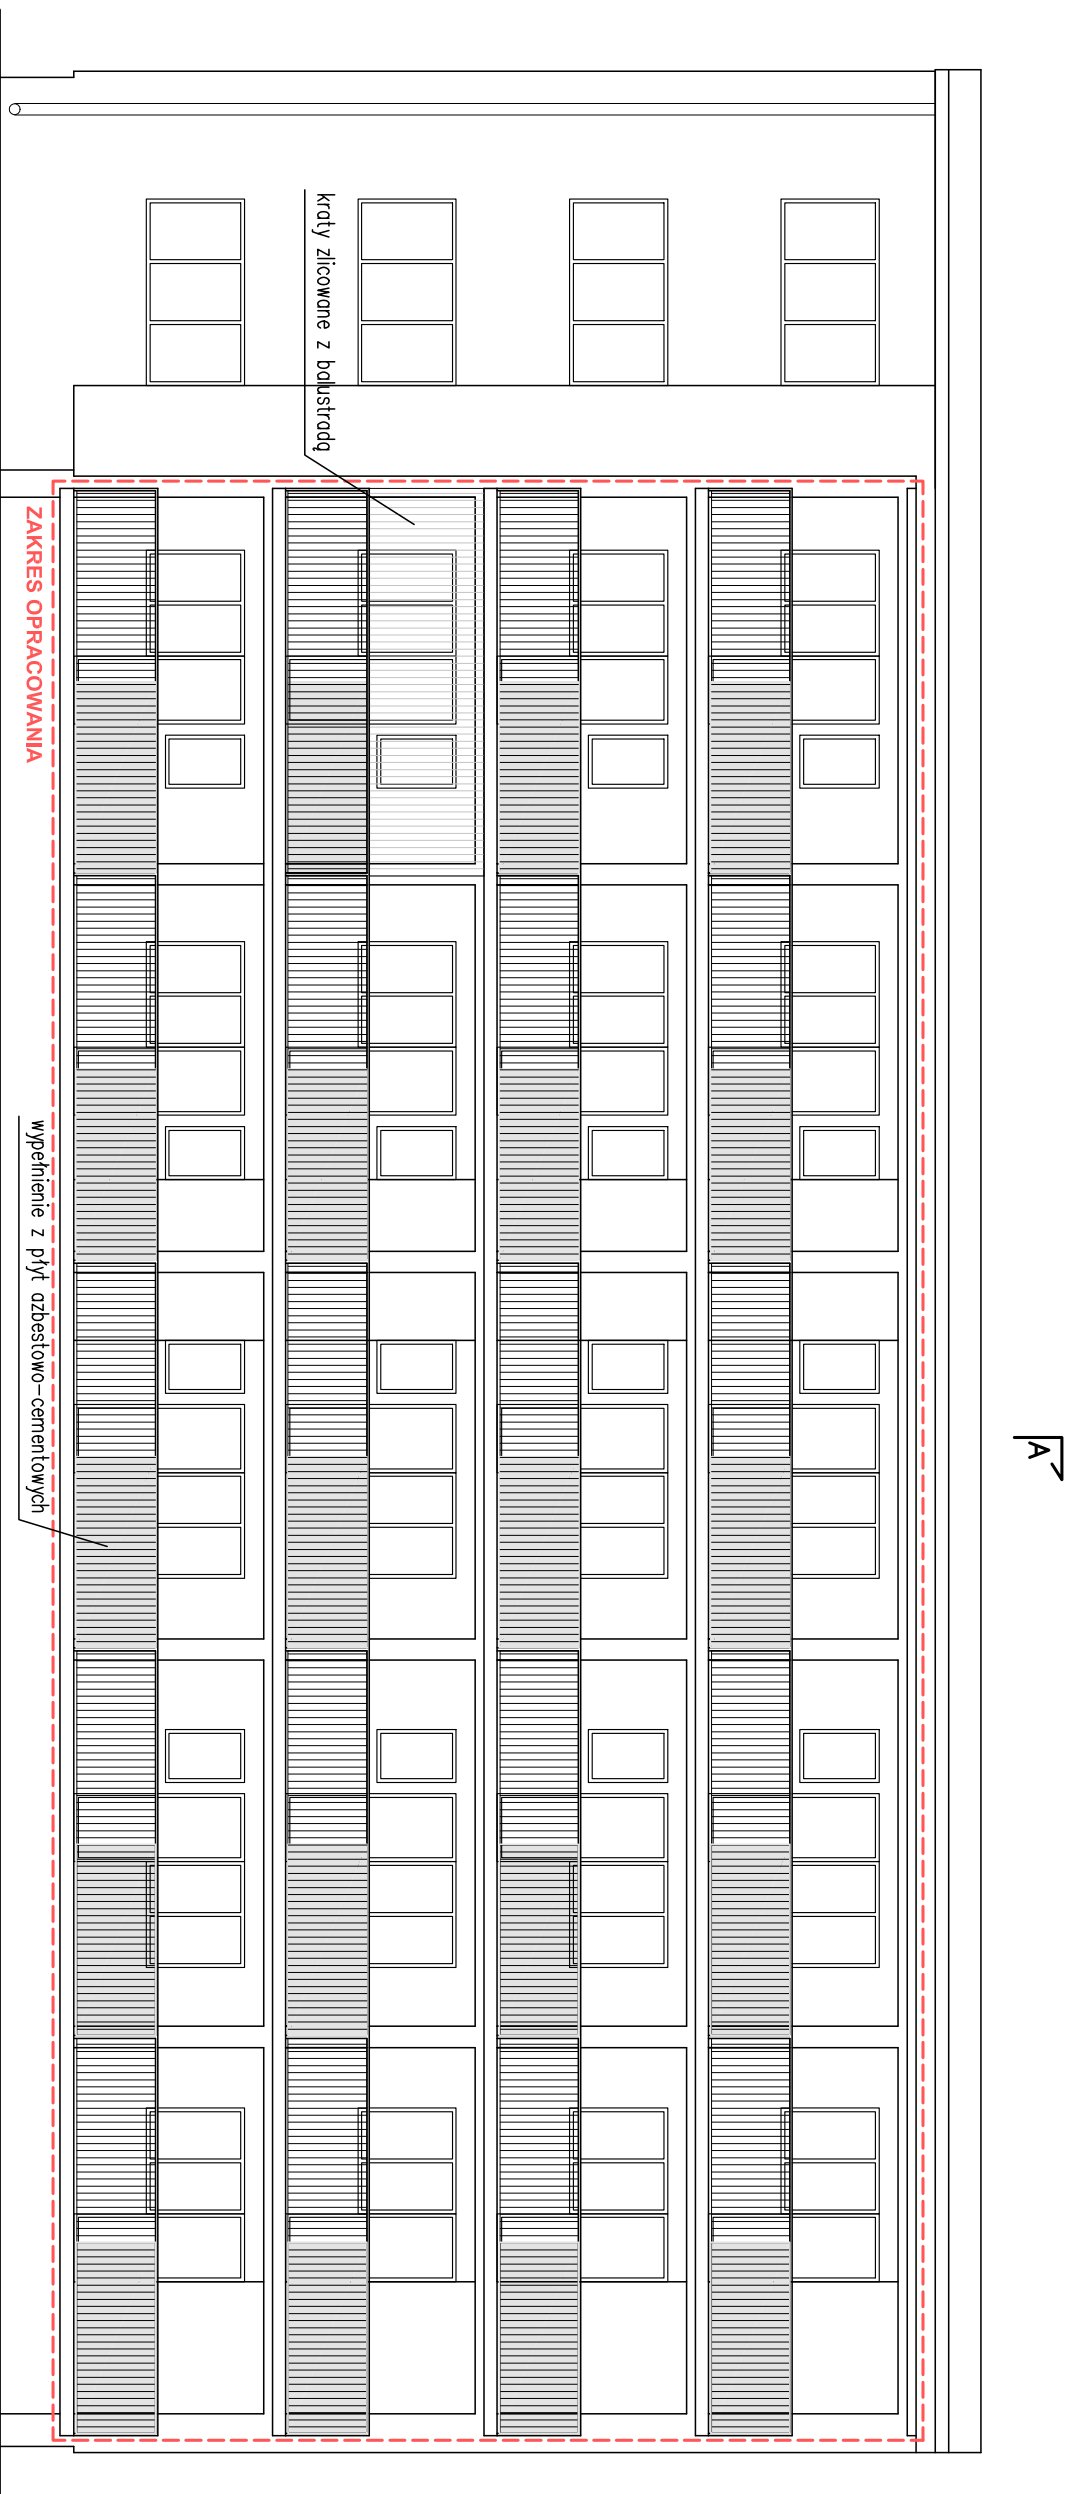 kraty zlicowane z balustradą
A
ZAKRES OPRACOWANIA
wypełnienie z płyt azbestowo-cementowych